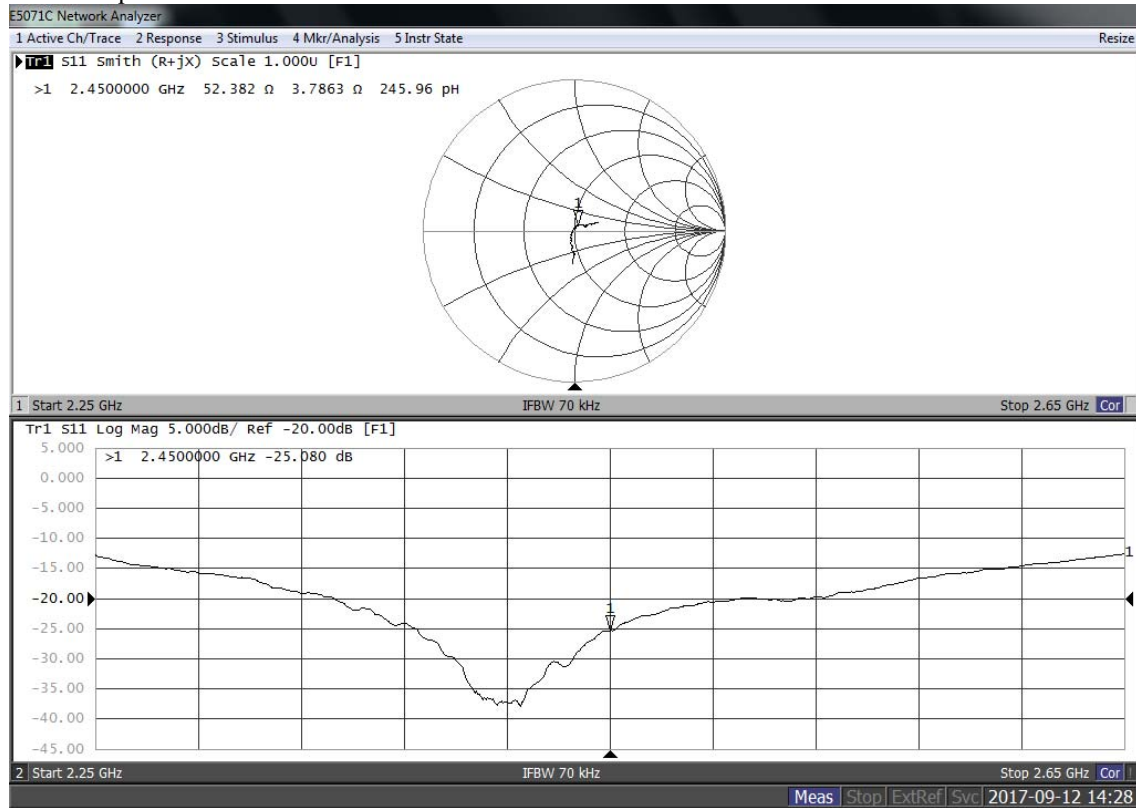 E5071C Network Analyzer
1 Active Ch/Trace 2 Response 3 Stimulus 4 Mkr/Analysis 5 Instr State Resize
Tr1 S11 Smith (R+jX) Scale 1.000U [F1]
>1 2.4500000 GHz 52.382 Ω 3.7863 Ω 245.96 pH
1
1 Start 2.25 GHz IFBW 70 kHz Stop 2.65 GHz Cor
Tr1 S11 Log Mag 5.000dB/ Ref -20.00dB [F1]
5.000
>1 2.4500000 GHz -25.080 dB
0.000
-5.000
-10.00
1
-15.00
-20.00
1
-25.00
-30.00
-35.00
-40.00
-45.00
2 Start 2.25 GHz IFBW 70 kHz Stop 2.65 GHz Cor !
Meas Stop ExtRef Svc 2017-09-12 14:28